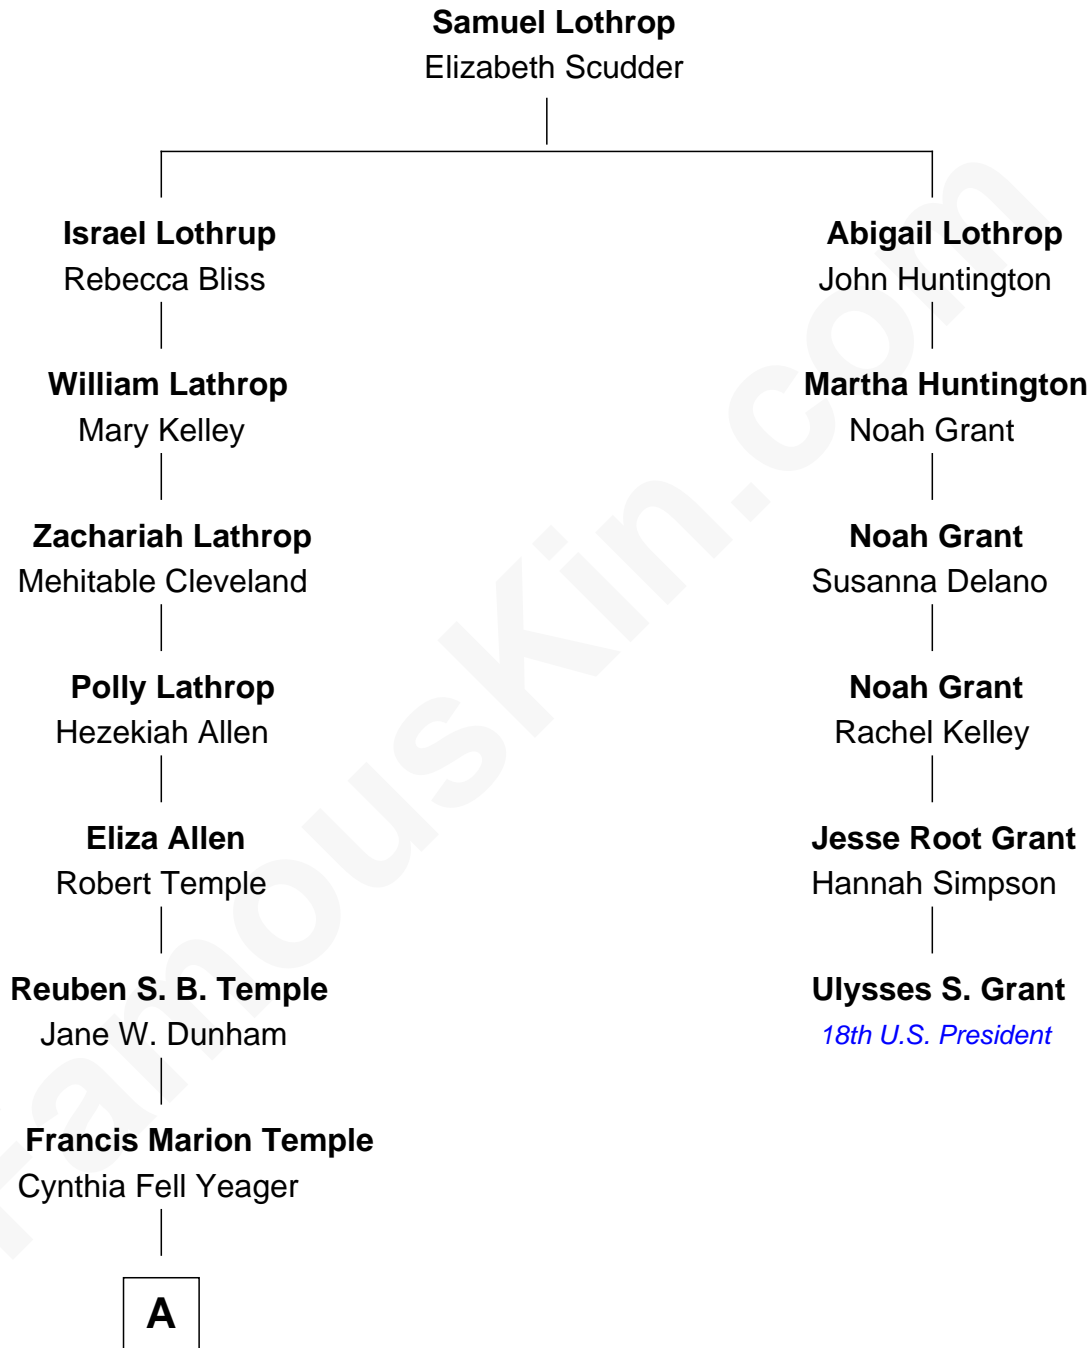 Samuel Lothrop
Elizabeth Scudder
Israel Lothrup
Rebecca Bliss
Abigail Lothrop
John Huntington
William Lathrop
Mary Kelley
Martha Huntington
Noah Grant
Zachariah Lathrop
Mehitable Cleveland
Noah Grant
Susanna Delano
Polly Lathrop
Hezekiah Allen
Noah Grant
Rachel Kelley
Eliza Allen
Robert Temple
Jesse Root Grant
Hannah Simpson
Reuben S. B. Temple
Jane W. Dunham
Ulysses S. Grant
18th U.S. President
Francis Marion Temple
Cynthia Fell Yeager
A
FamousKin.com